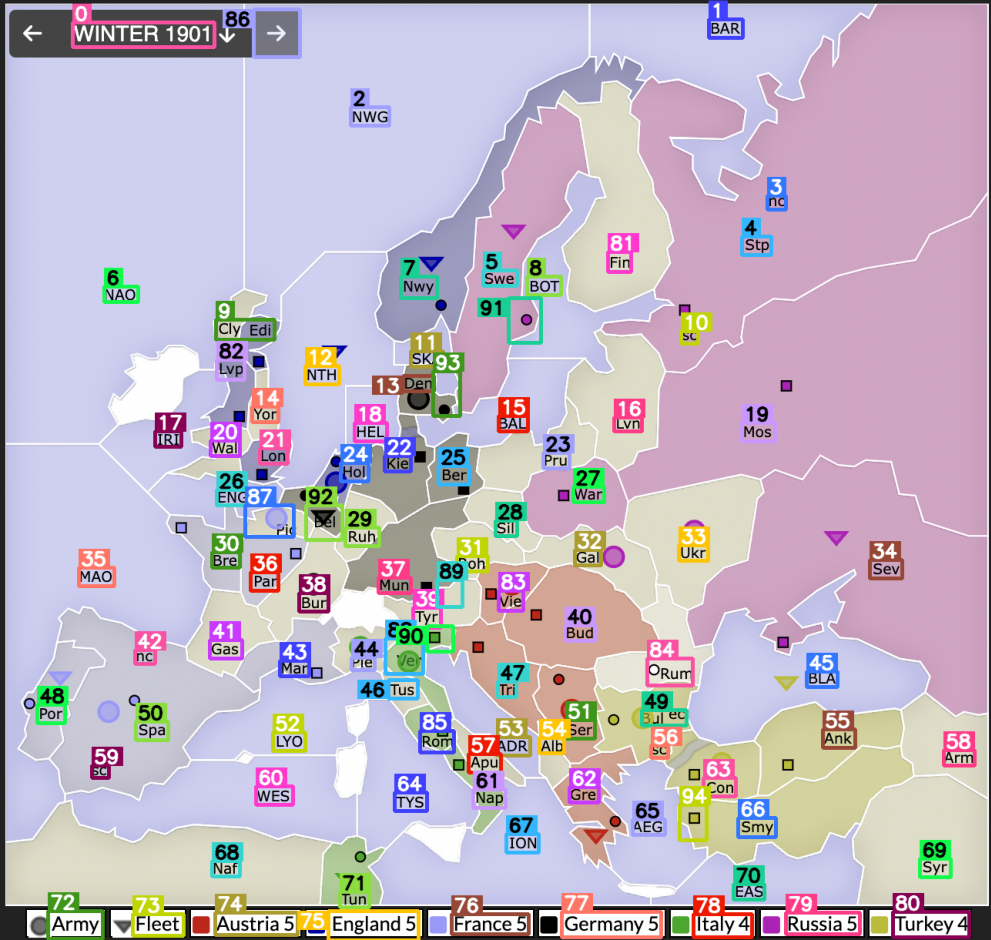 0
86
1
← WINTER 1901 ↓ →
BAR
2
NWG
3
nc
4
Stp
81
Fin
5
Swe
8
BOT
7
Nwy
6
NAO
91
9
Cly Edi
10
sc
82
Lvp
12
NTH
11
SK
93
13
Den
14
Yor
15
BAL
16
Lvn
17
IRI
18
HEL
19
Mos
20
Wal
21
Lon
22
Kie
23
Pru
24
Hol
25
Ber
26
ENG
87
Pic
92
Bel
27
War
28
Sil
29
Ruh
30
Bre
31
Boh
32
Gal
33
Ukr
34
Sev
35
MAO
36
Par
37
Mun
38
Bur
89
39
Tyr
83
Vie
40
Bud
41
Gas
42
nc
43
Mar
44
Pie
90
Ven
84
Rum
45
BLA
46
Tus
47
Tri
48
Por
49
Bul ec
50
Spa
51
Ser
52
LYO
53
ADR
54
Alb
55
Ank
56
sc
57
Apu
58
Arm
59
sc
85
Rom
60
WES
61
Nap
62
Gre
63
Con
64
TYS
65
AEG
94
66
Smy
67
ION
68
Naf
69
Syr
70
EAS
71
Tun
72 73 74 75 76 77 78 79 80
Army Fleet Austria 5 England 5 France 5 Germany 5 Italy 4 Russia 5 Turkey 4